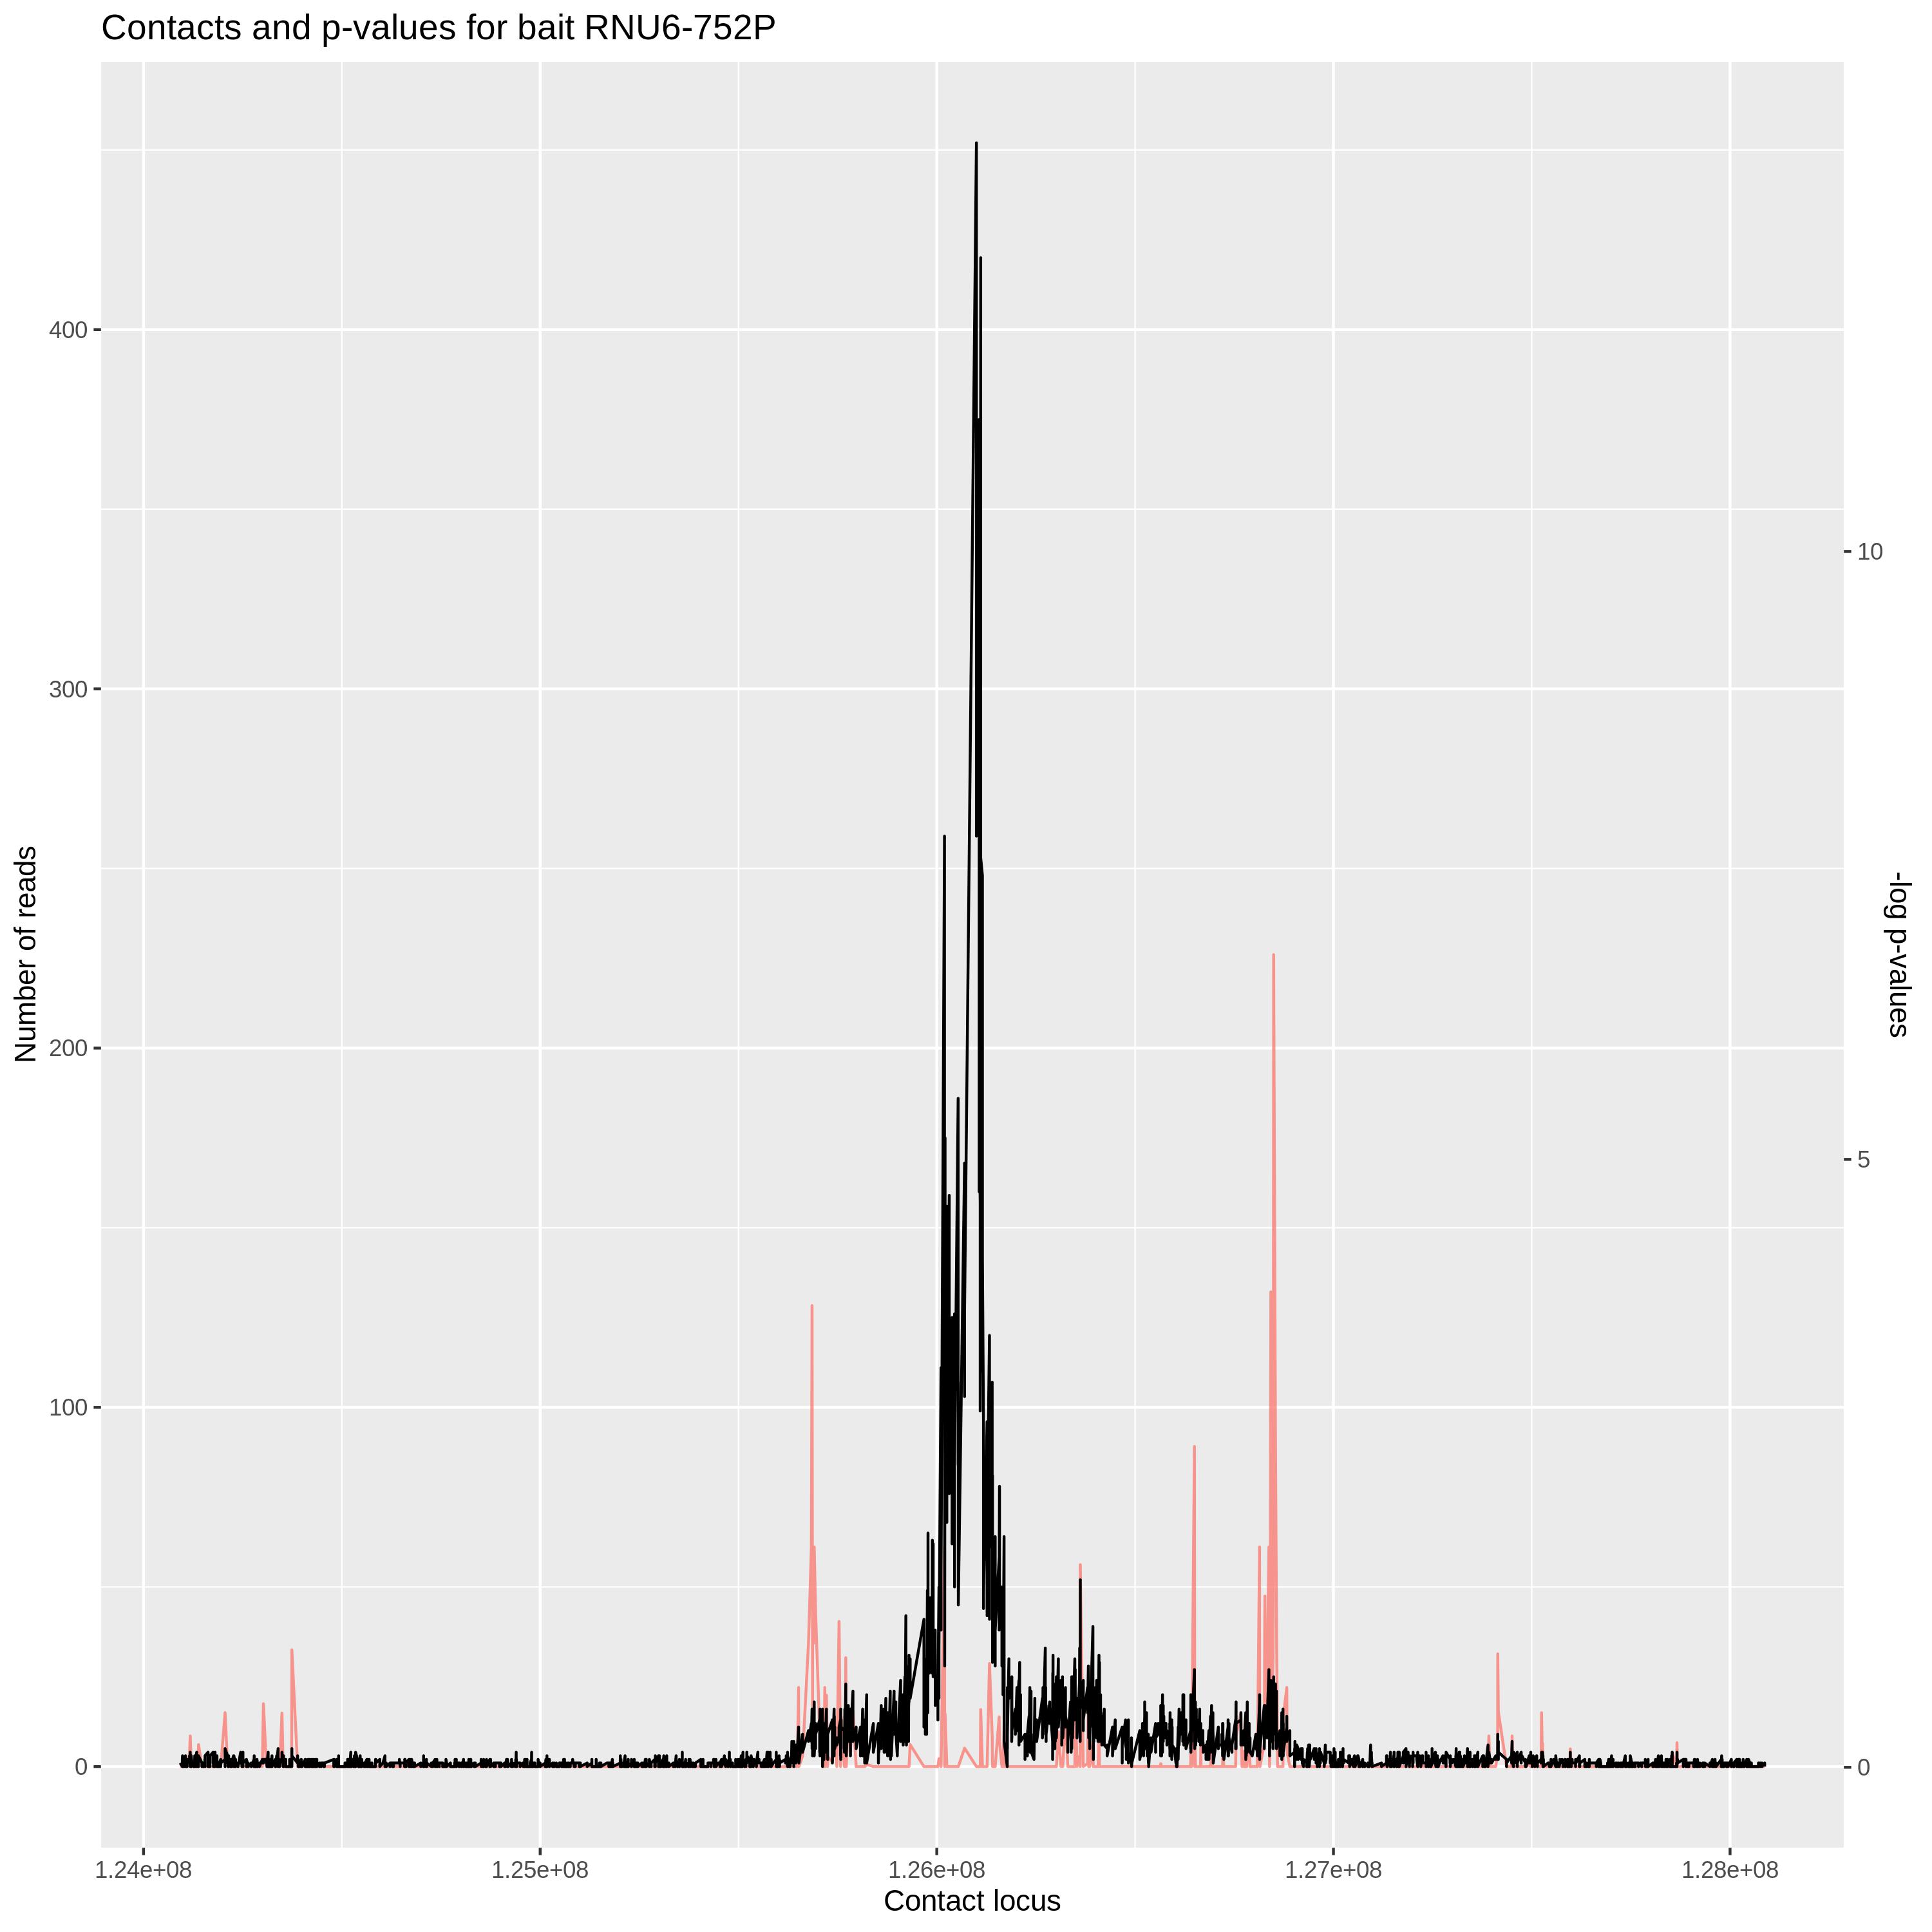 Contacts and p-values for bait RNU6-752P
400
300
200
100
0
Number of reads
10
5
0
-log p-values
1.24e+08
1.25e+08
1.26e+08
1.27e+08
1.28e+08
Contact locus